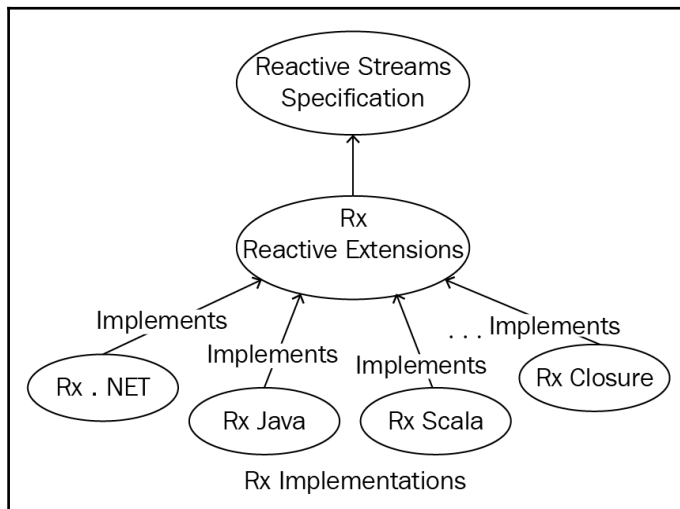 Reactive Streams
Specification
Rx
Reactive Extensions
Implements
Implements
Implements
. . . Implements
Rx . NET
Rx Java
Rx Scala
Rx Closure
Rx Implementations